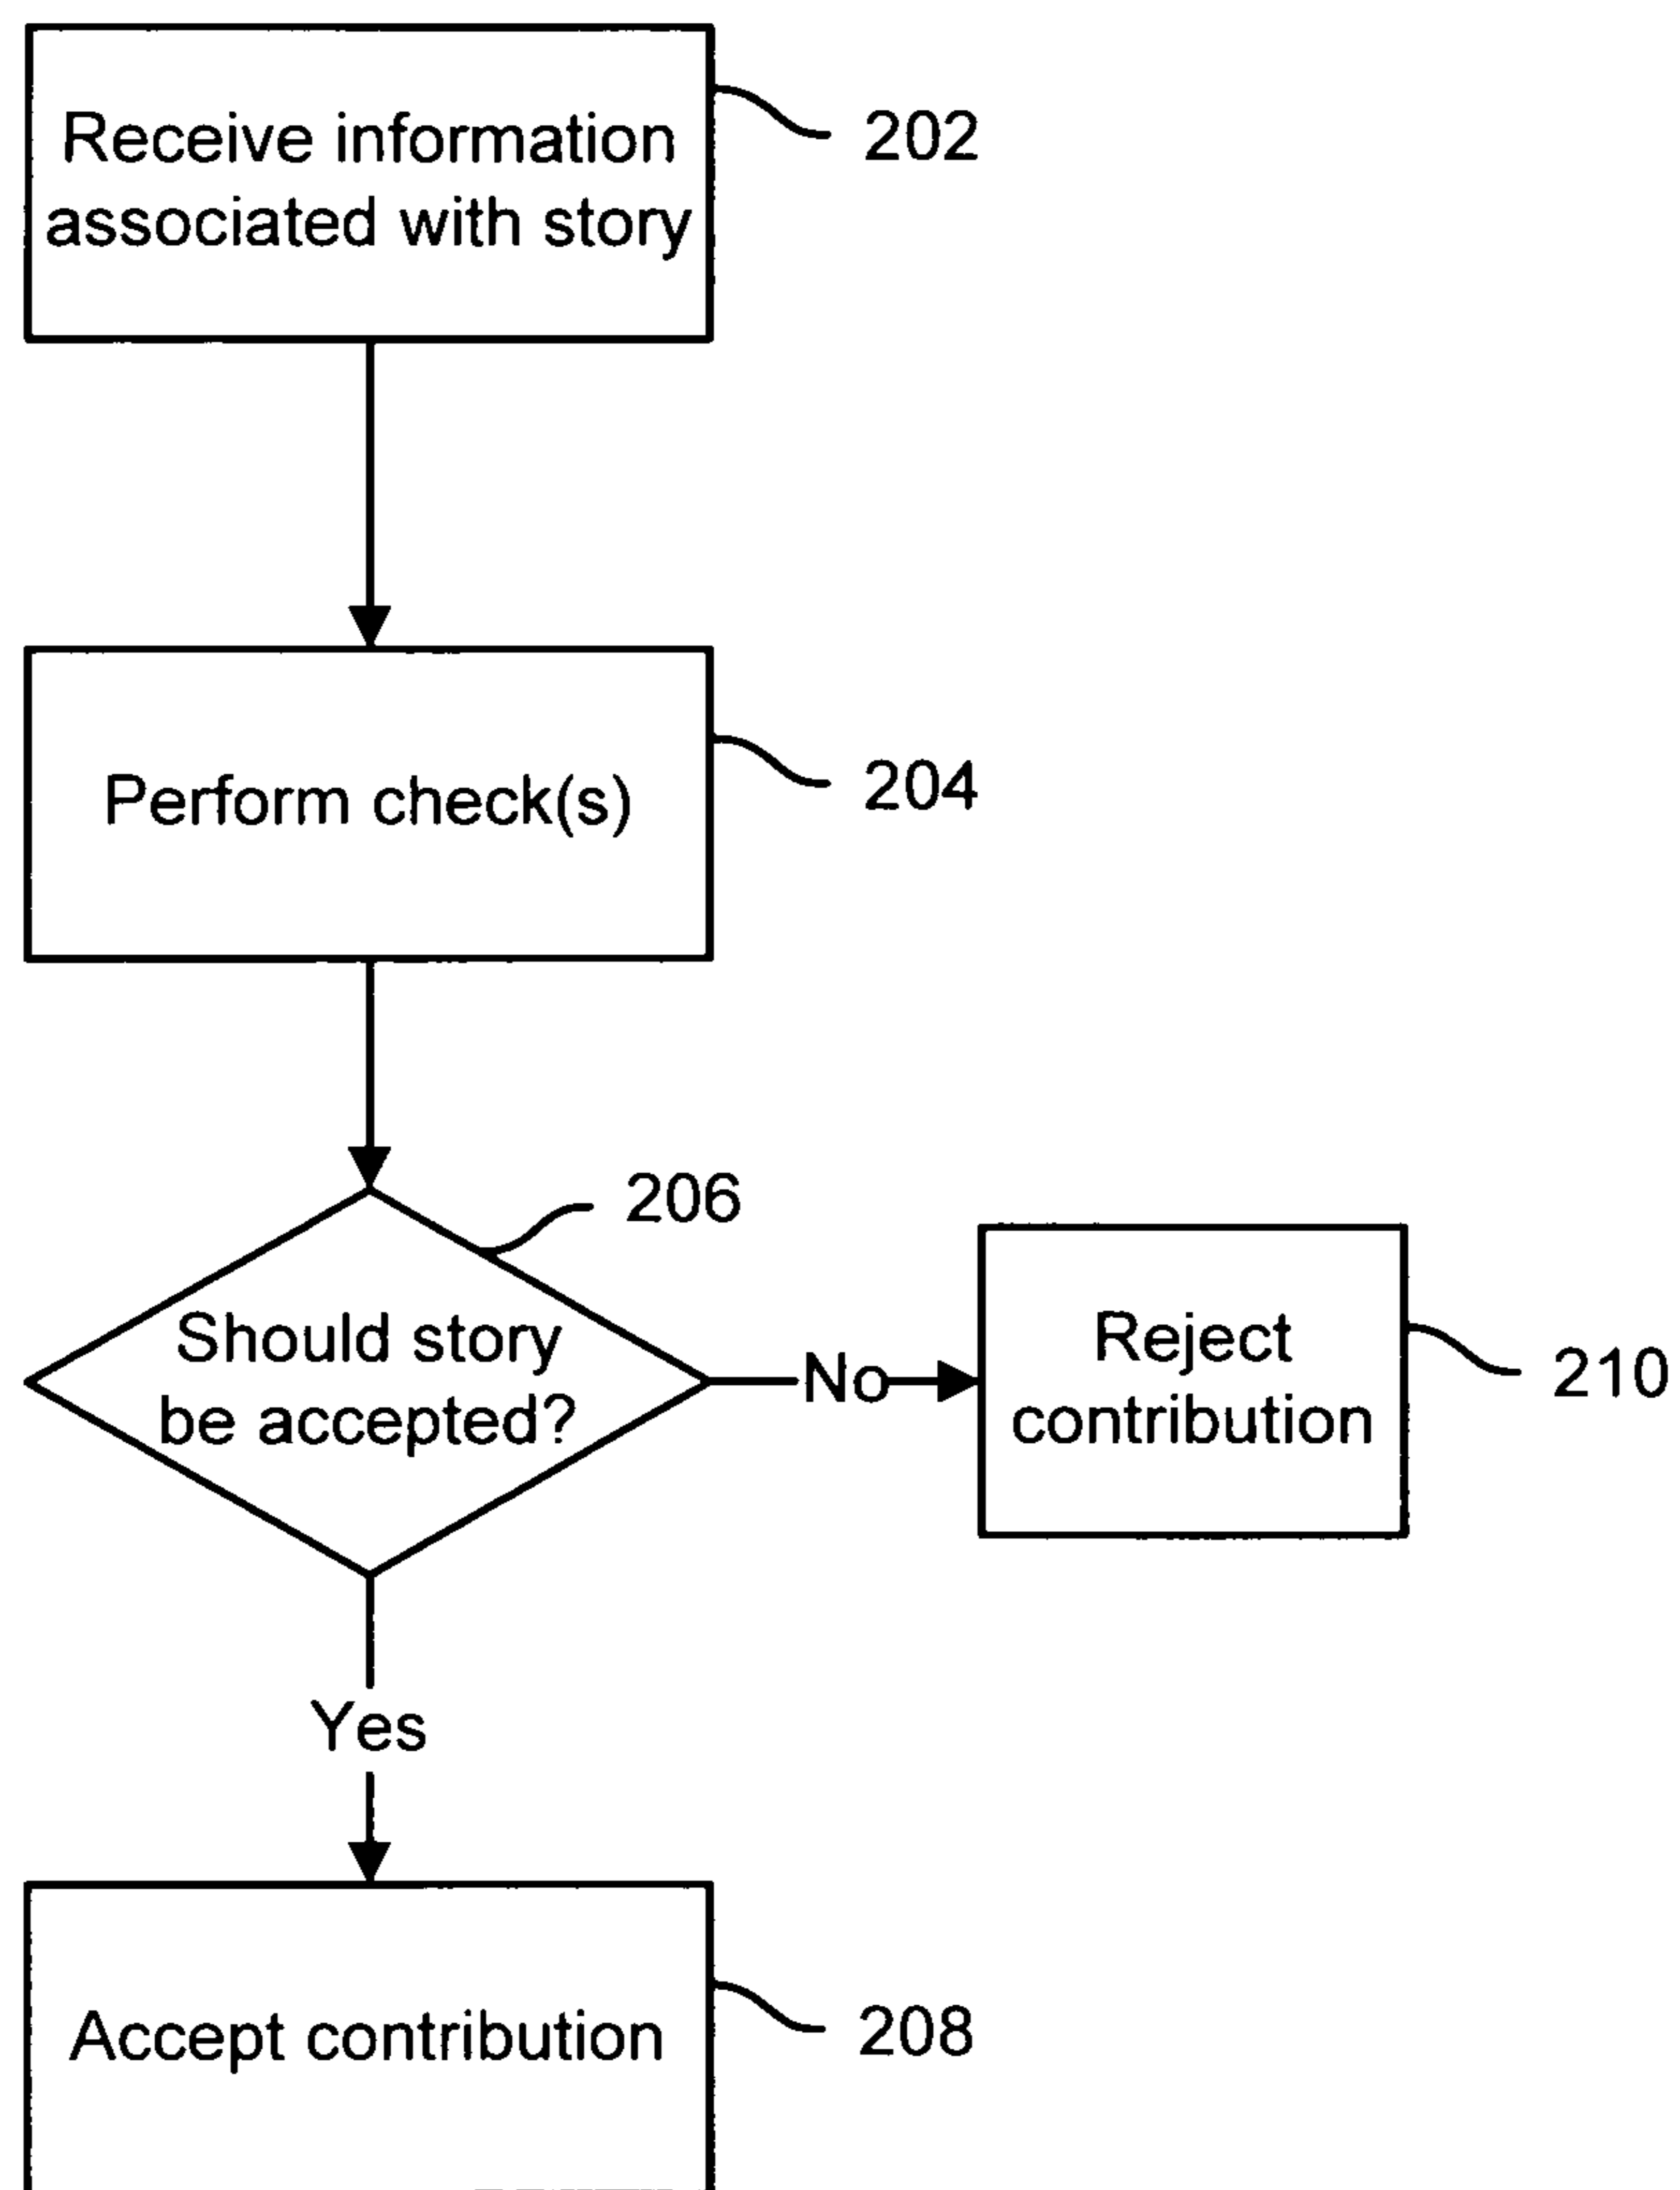 Receive information
associated with story
202
Perform check(s)
204
206
Should story
be accepted?
No
Reject
contribution
210
Yes
Accept contribution
208